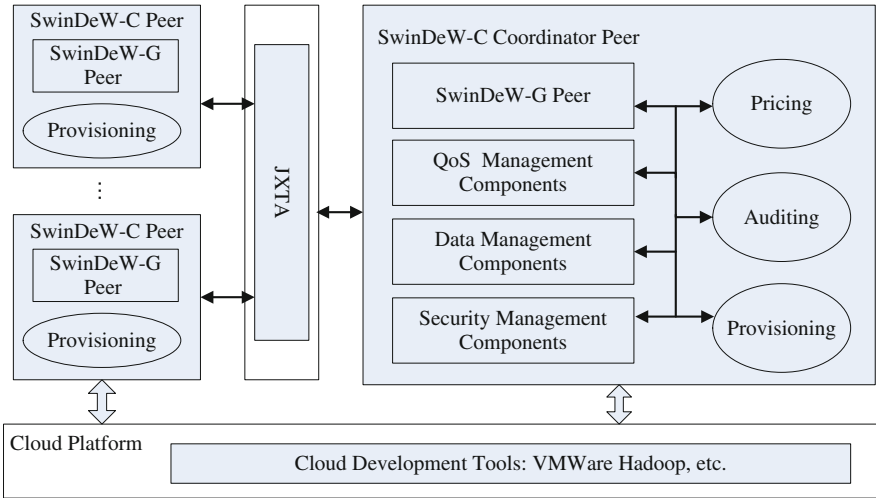 SwinDeW-C Peer
SwinDeW-G
Peer
Provisioning
⋮
SwinDeW-C Peer
SwinDeW-G
Peer
Provisioning
JXTA
SwinDeW-C Coordinator Peer
SwinDeW-G Peer
QoS Management
Components
Data Management
Components
Security Management
Components
Pricing
Auditing
Provisioning
Cloud Platform
Cloud Development Tools: VMWare Hadoop, etc.